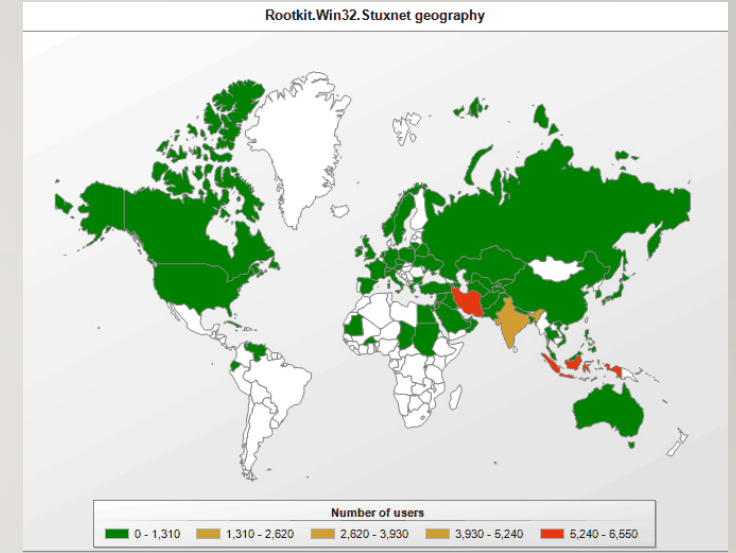 Rootkit.Win32.Stuxnet geography
Number of users
0 - 1,310 1,310 - 2,620 2,620 - 3,930 3,930 - 5,240 5,240 - 6,550